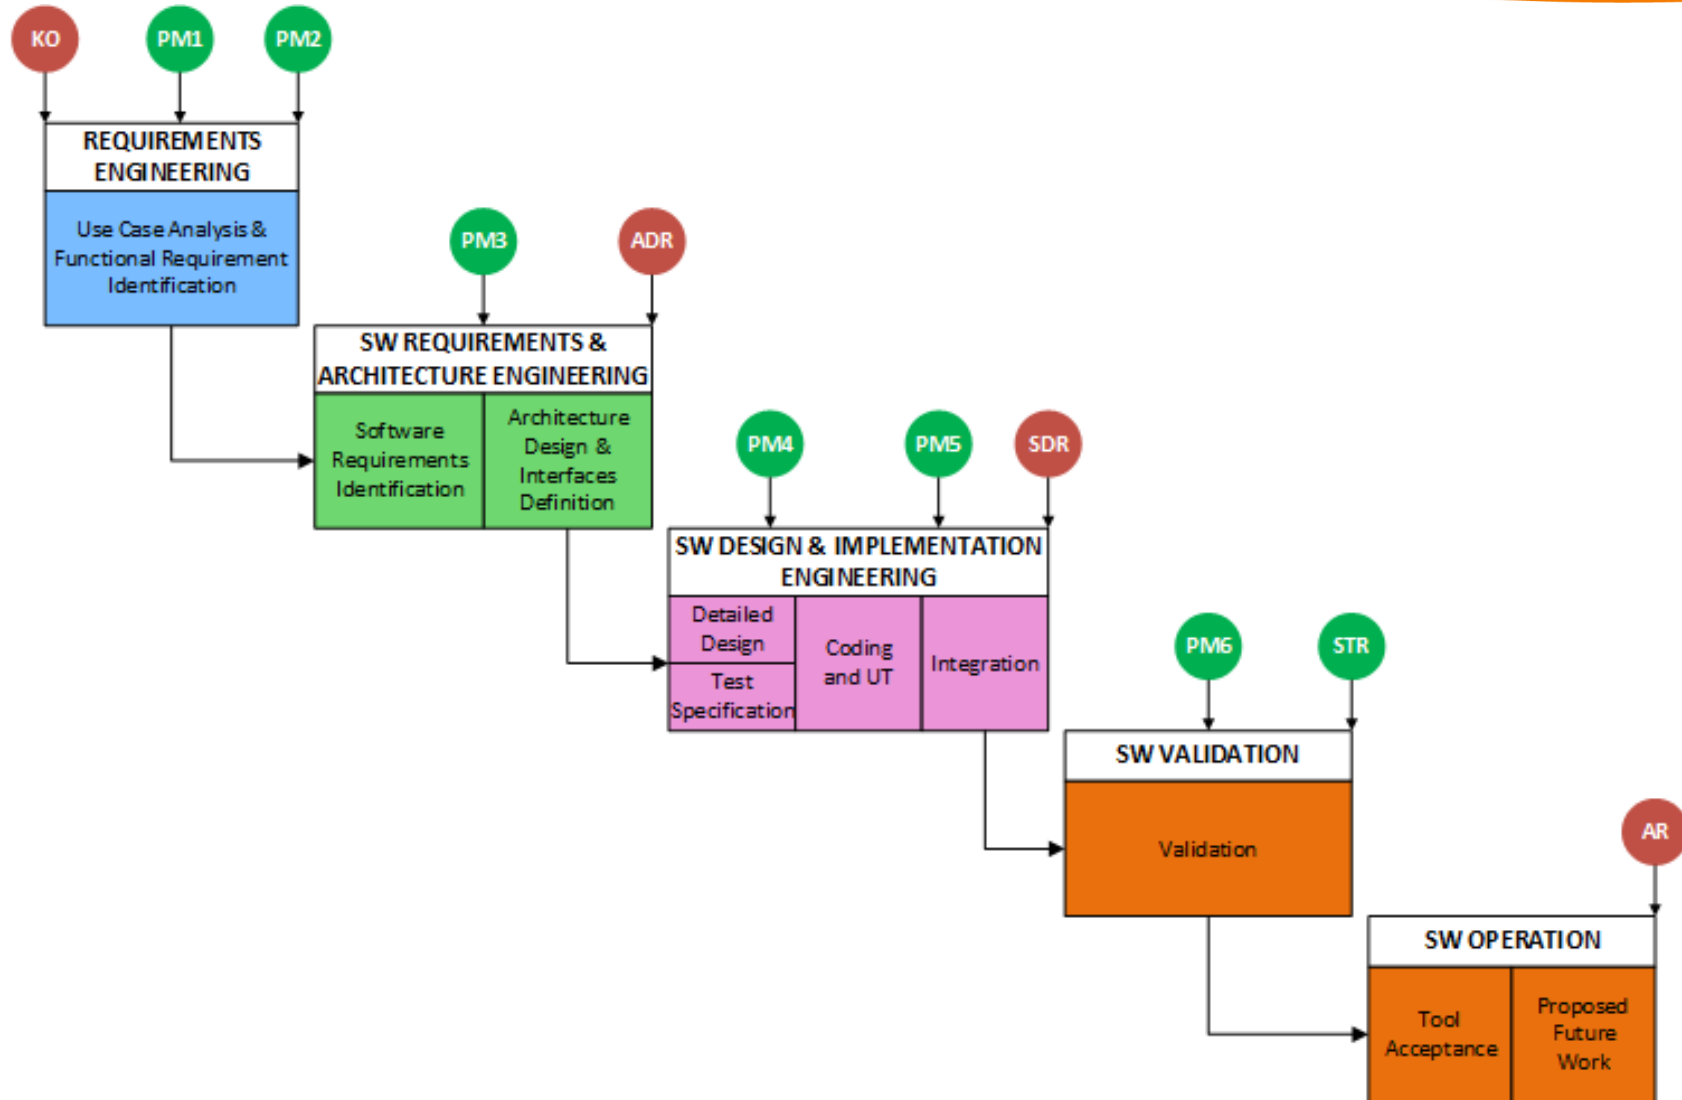 KO
PM1
PM2
REQUIREMENTS
ENGINEERING
Use Case Analysis &
Functional Requirement
Identification
PM3
ADR
SW REQUIREMENTS &
ARCHITECTURE ENGINEERING
Software
Requirements
Identification
Architecture
Design &
Interfaces
Definition
PM4
PM5
SDR
SW DESIGN & IMPLEMENTATION
ENGINEERING
Detailed
Design
Test
Specification
Coding
and UT
Integration
PM6
STR
SW VALIDATION
Validation
AR
SW OPERATION
Tool
Acceptance
Proposed
Future
Work